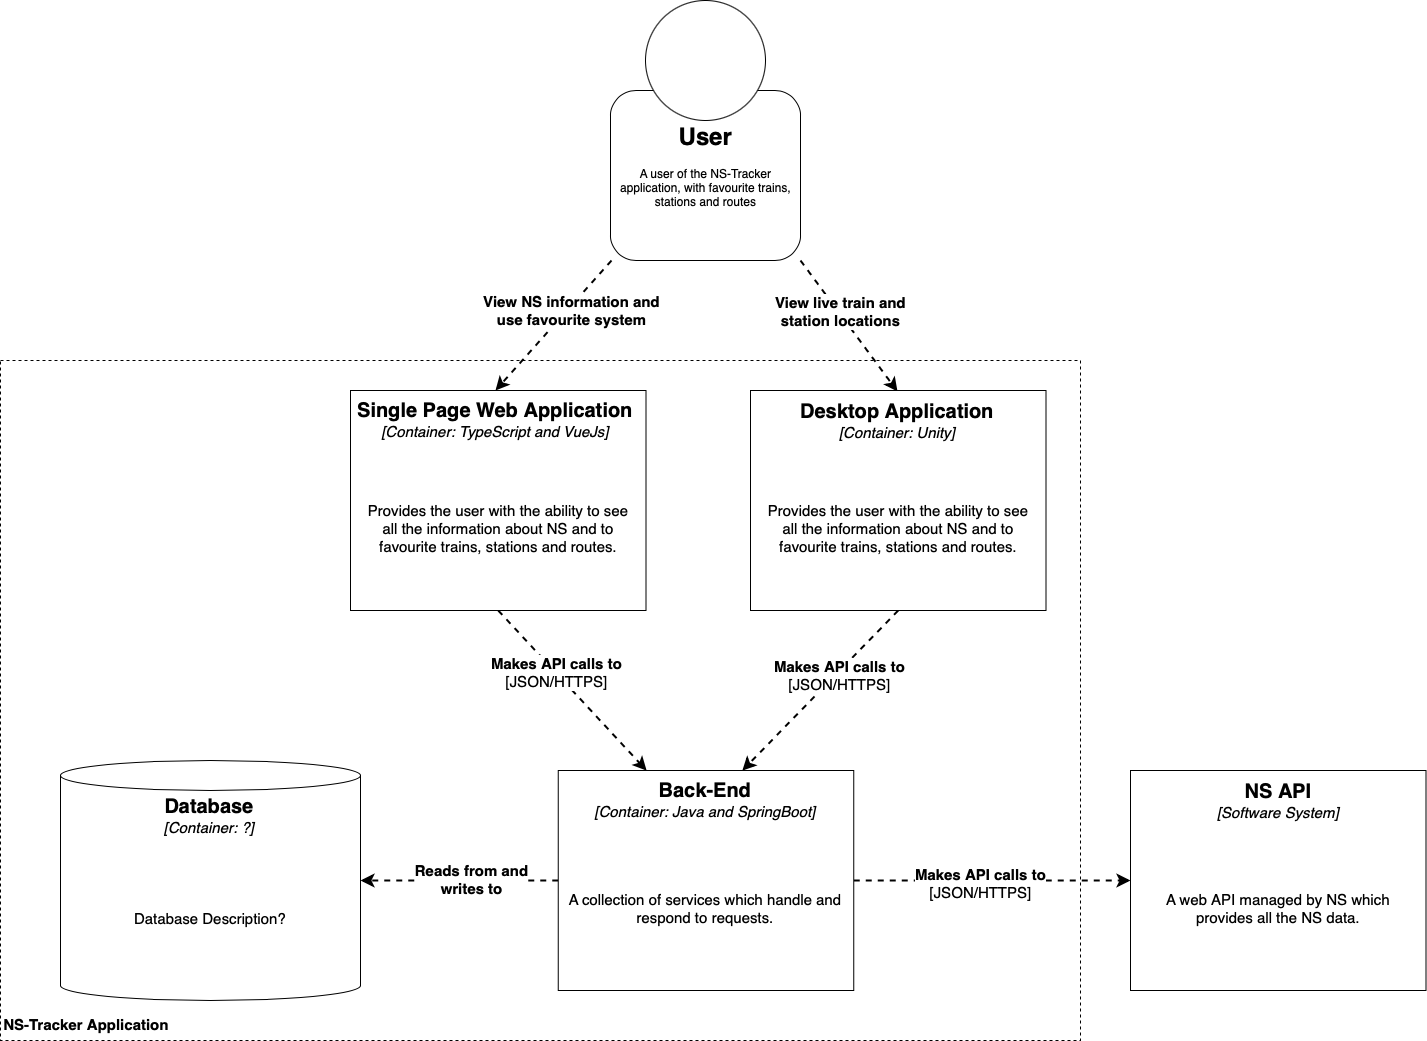 User
A user of the NS-Tracker
application, with favourite trains,
stations and routes
View NS information and
use favourite system
View live train and
station locations
Single Page Web Application
[Container: TypeScript and VueJs]
Provides the user with the ability to see
all the information about NS and to
favourite trains, stations and routes.
Desktop Application
[Container: Unity]
Provides the user with the ability to see
all the information about NS and to
favourite trains, stations and routes.
Makes API calls to
[JSON/HTTPS]
Makes API calls to
[JSON/HTTPS]
Database
[Container: ?]
Database Description?
Reads from and
writes to
Back-End
[Container: Java and SpringBoot]
A collection of services which handle and
respond to requests.
Makes API calls to
[JSON/HTTPS]
NS API
[Software System]
A web API managed by NS which
provides all the NS data.
NS-Tracker Application